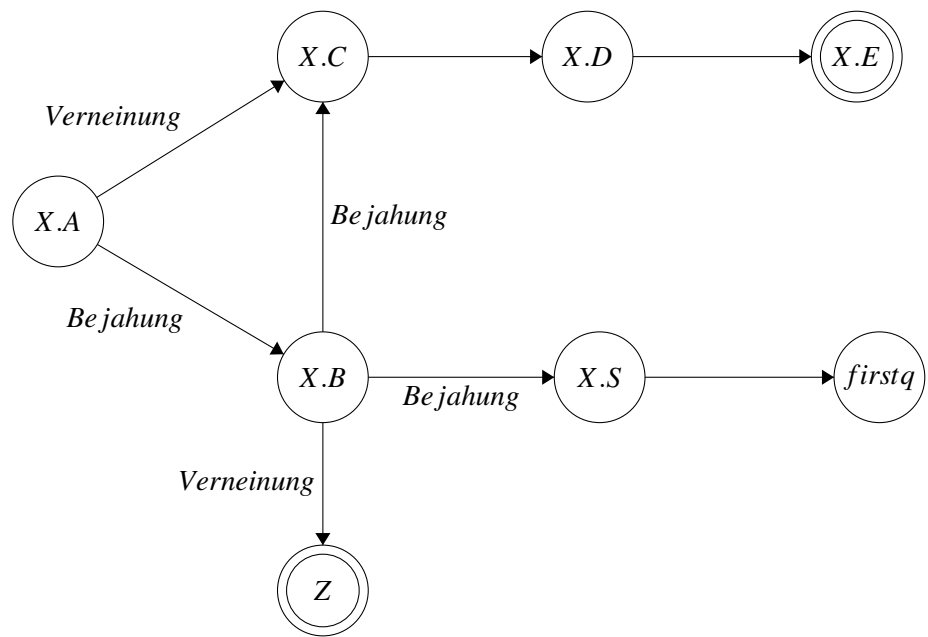 X.C
X.D
X.E
Verneinung
X.A
Bejahung
Bejahung
X.B
Bejahung
X.S
firstq
Verneinung
Z